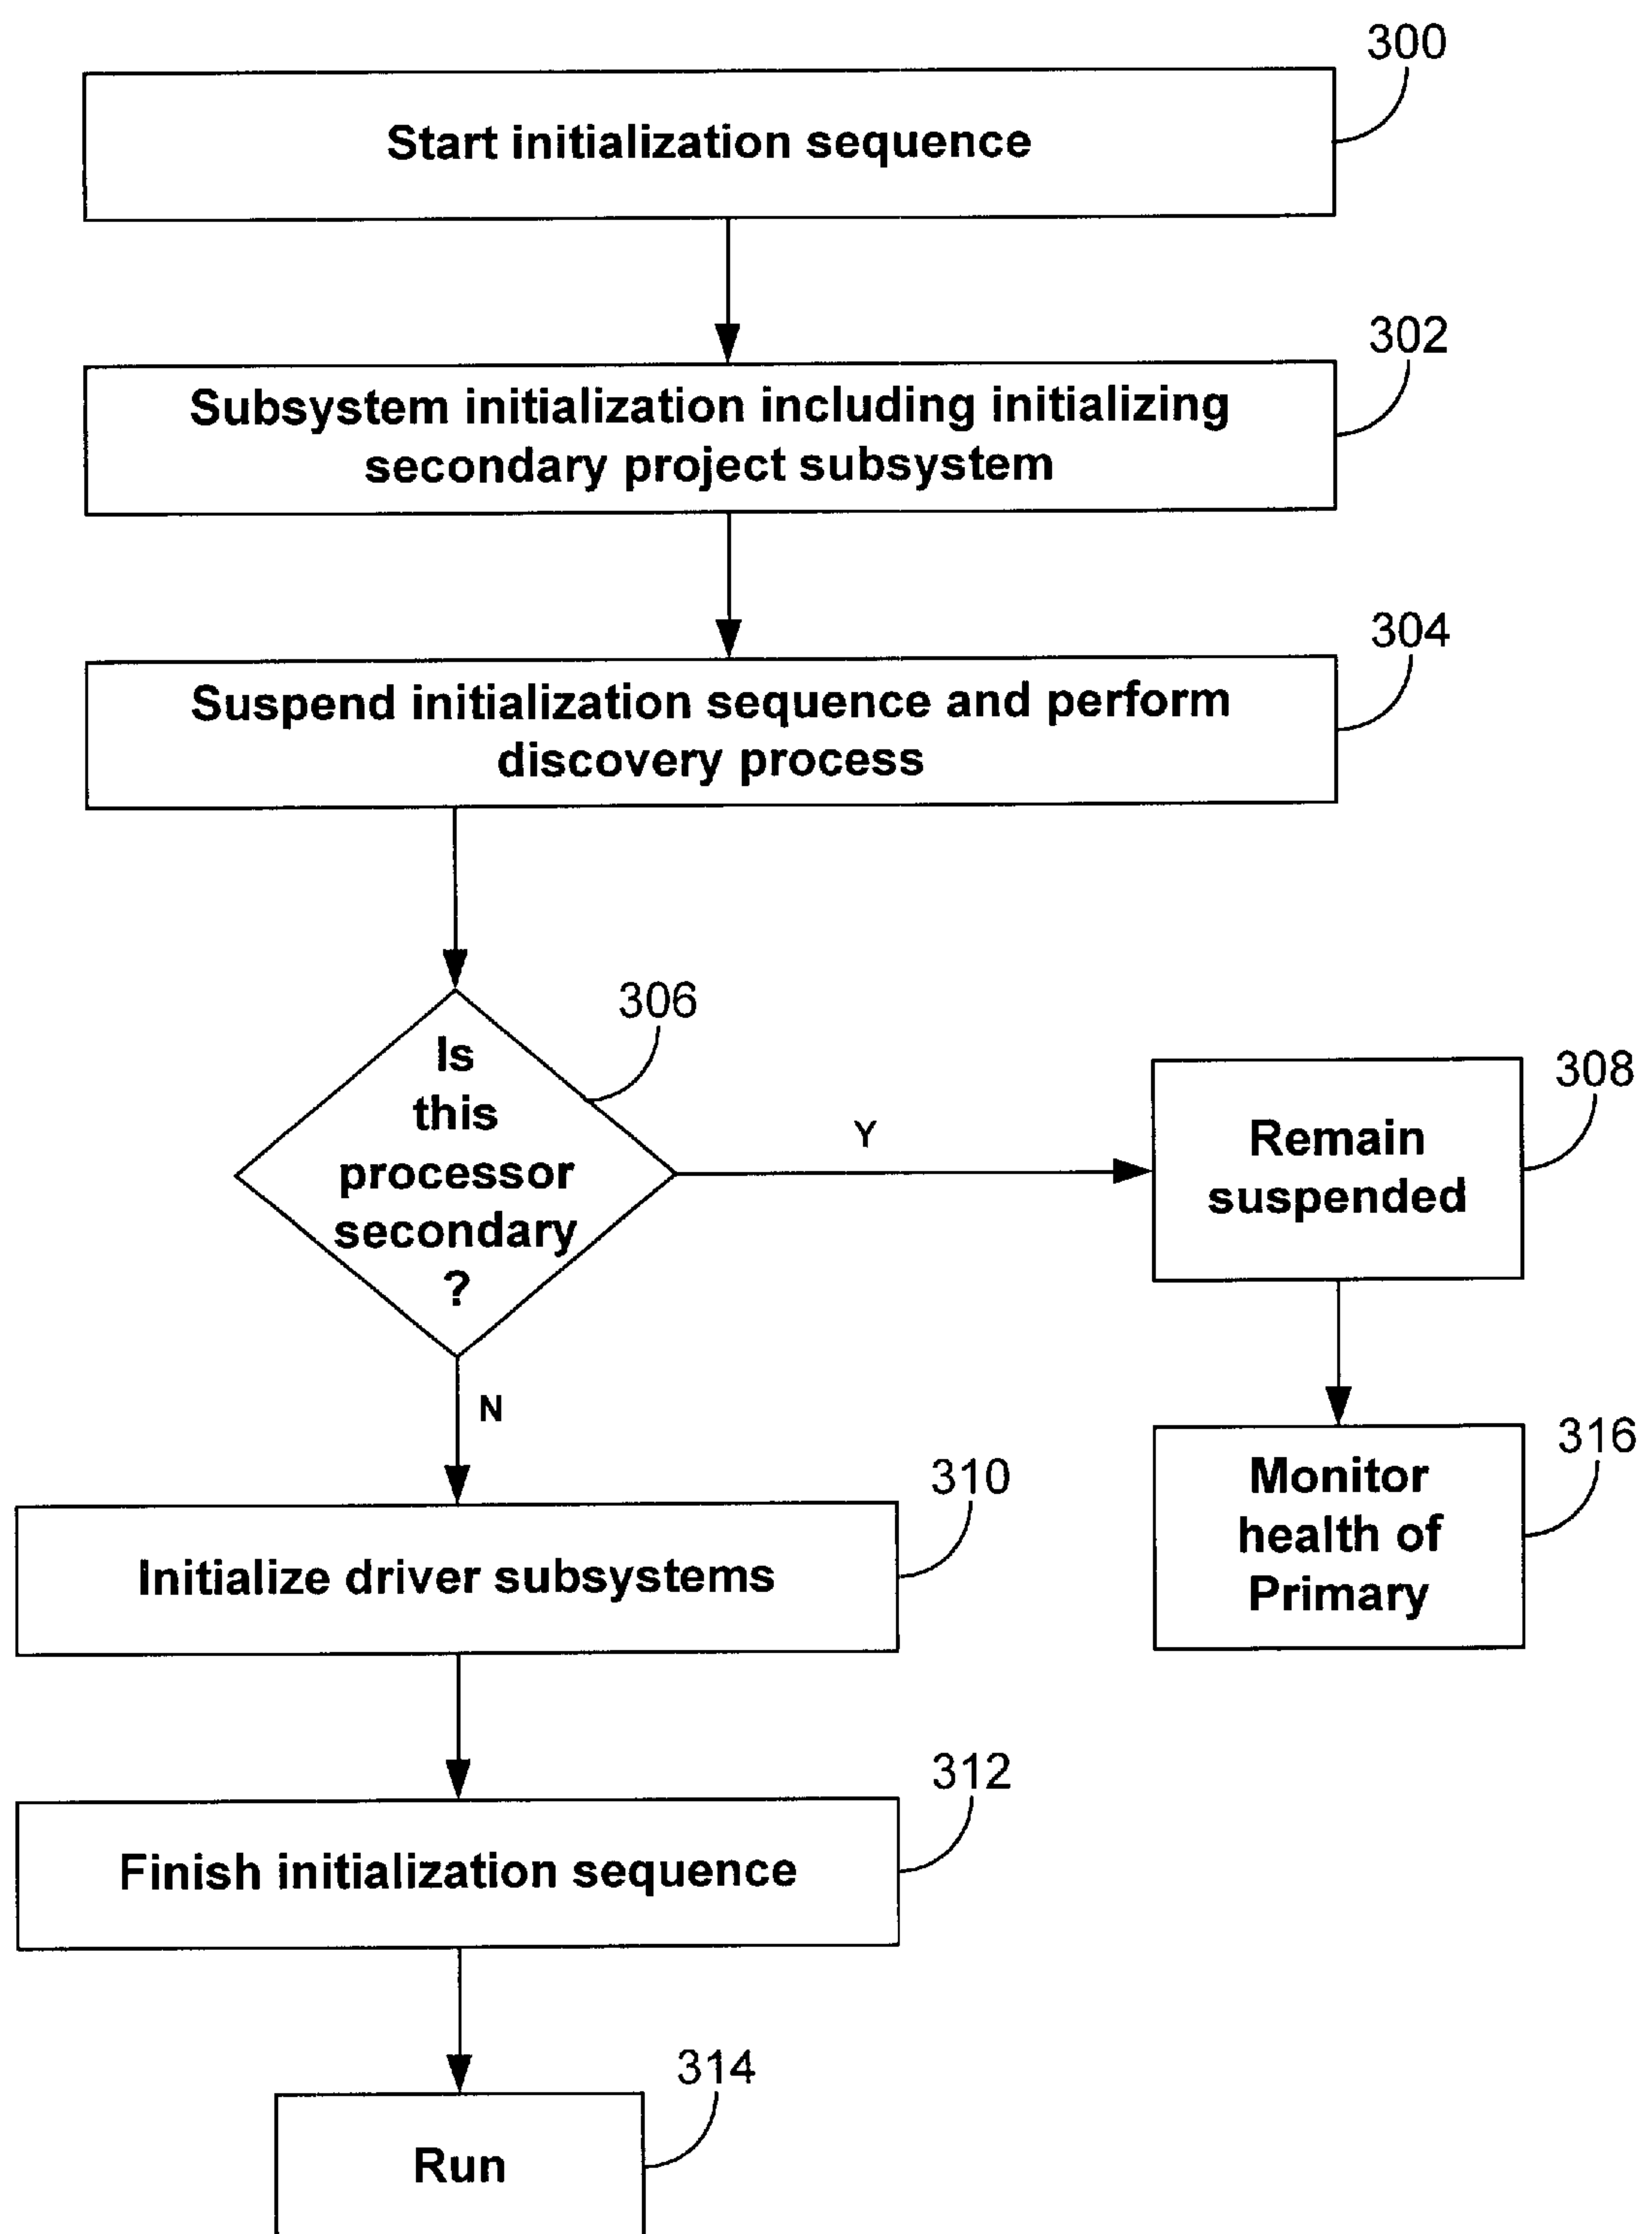 300
Start initialization sequence
302
Subsystem initialization including initializing
secondary project subsystem
304
Suspend initialization sequence and perform
discovery process
306
Is
this
processor
secondary
?
Y
308
Remain
suspended
N
310
Initialize driver subsystems
316
Monitor
health of
Primary
312
Finish initialization sequence
314
Run